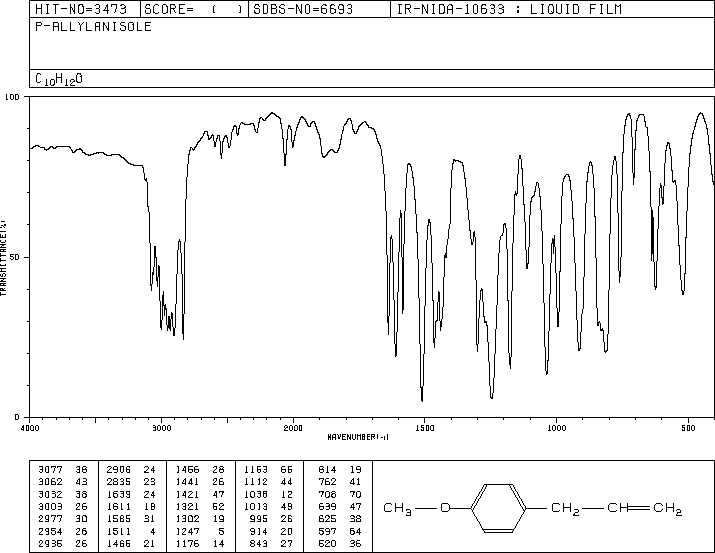 HIT-NO=3473 SCORE= ( ) SDBS-NO=6693 IR-NIDA-10633 : LIQUID FILM
P-ALLYLANISOLE
C10H12O
100
50
0
TRANSMITTANCE(%)
4000 3000 2000 1500 1000 500
WAVENUMBER(-1)
3077 38 2906 24 1456 28 1153 66 814 19
3062 43 2835 23 1441 26 1112 44 762 41
3032 38 1639 24 1421 47 1038 12 708 70
3003 26 1611 18 1321 52 1013 49 639 47
2977 30 1585 31 1302 19 995 26 625 38
2954 26 1511 4 1247 5 914 20 597 64
2936 26 1465 21 1176 14 843 27 520 36
CH3 O CH2 CH CH2